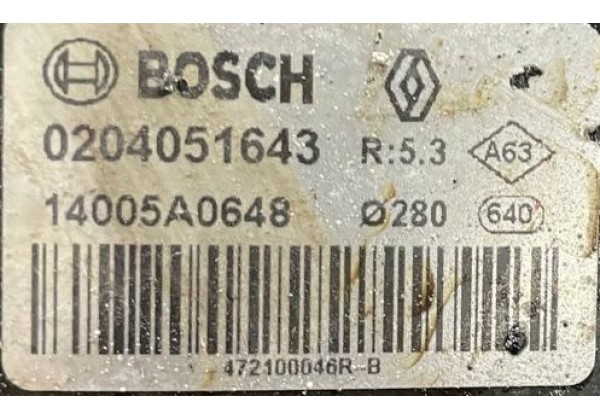 BOSCH
0204051643 R:5.3 A63
14005A0648 Ø280 640
472100046R-B